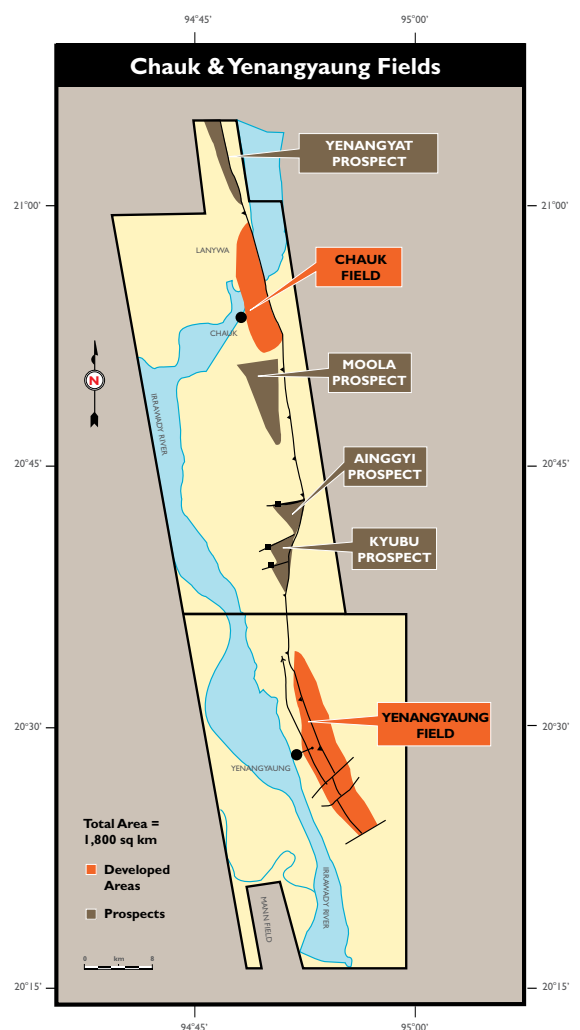 94°45'
95°00'
Chauk & Yenangyaung Fields
YENANGYAT
PROSPECT
21°00'
21°00'
LANYWA
CHAUK
FIELD
CHAUK
MOOLA
PROSPECT
N
IRRAWADY RIVER
AINGGYI
PROSPECT
20°45'
20°45'
KYUBU
PROSPECT
YENANGYAUNG
FIELD
20°30'
20°30'
YENANGYAUNG
Total Area =
1,800 sq km
Developed
Areas
Prospects
IRRAWADY RIVER
MANN FIELD
0 km 8
20°15'
20°15'
94°45'
95°00'